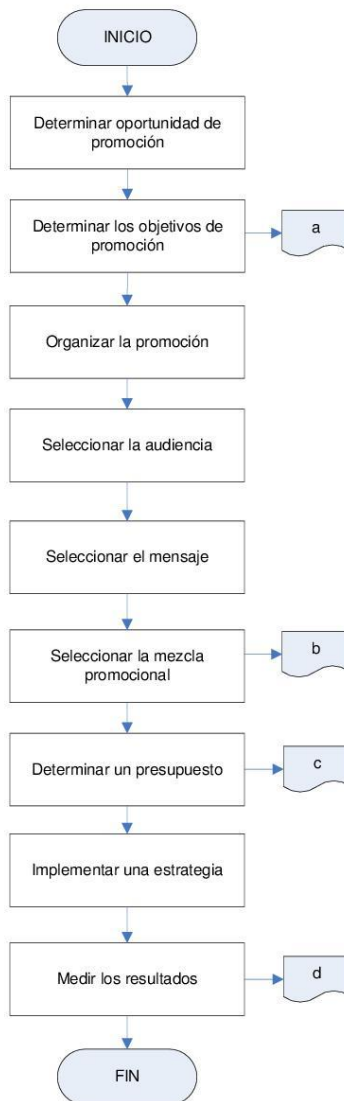 INICIO
Determinar oportunidad de
promoción
Determinar los objetivos de
promoción
a
Organizar la promoción
Seleccionar la audiencia
Seleccionar el mensaje
Seleccionar la mezcla
promocional
b
Determinar un presupuesto
c
Implementar una estrategia
Medir los resultados
d
FIN